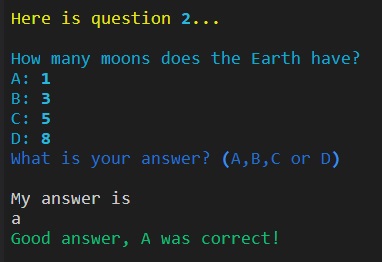 Here is question 2...
How many moons does the Earth have?
A: 1
B: 3
C: 5
D: 8
What is your answer? (A,B,C or D)
My answer is
a
Good answer, A was correct!